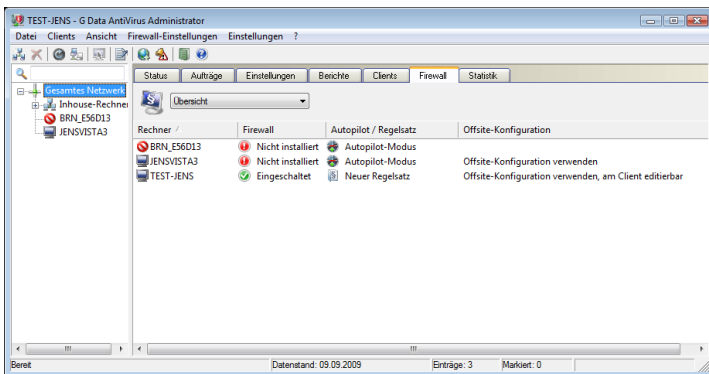 TEST-JENS - G Data AntiVirus Administrator
Datei Clients Ansicht Firewall-Einstellungen Einstellungen ?
Status Aufträge Einstellungen Berichte Clients Firewall Statistik
Gesamtes Netzwerk
Inhouse-Rechner
BRN_E56D13
JENSVISTA3
Übersicht
Rechner Firewall Autopilot / Regelsatz Offsite-Konfiguration
BRN_E56D13 Nicht installiert Autopilot-Modus
JENSVISTA3 Nicht installiert Autopilot-Modus Offsite-Konfiguration verwenden
TEST-JENS Eingeschaltet Neuer Regelsatz Offsite-Konfiguration verwenden, am Client editierbar
Bereit Datenstand: 09.09.2009 Einträge: 3 Markiert: 0